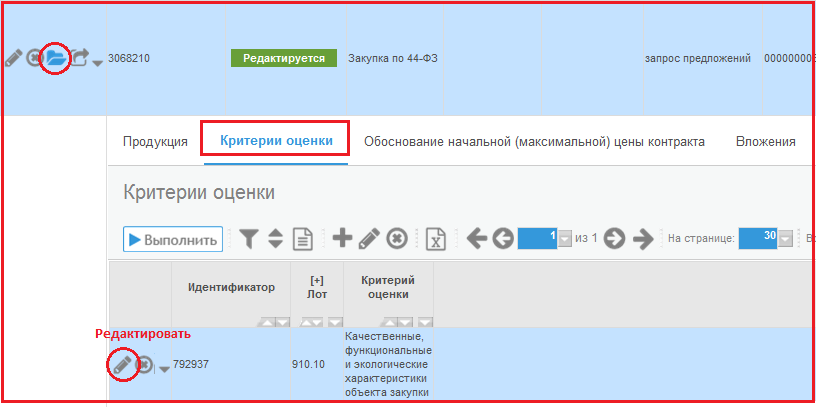 3068210 Редактируется Закупка по 44-ФЗ запрос предложений
Продукция Критерии оценки Обоснование начальной (максимальной) цены контракта Вложения
Критерии оценки
Выполнить 1 из 1 На странице: 30
Идентификатор [+] Лот Критерий оценки
Редактировать
792937 910.10 Качественные,
функциональные
и экологические
характеристики
объекта закупки